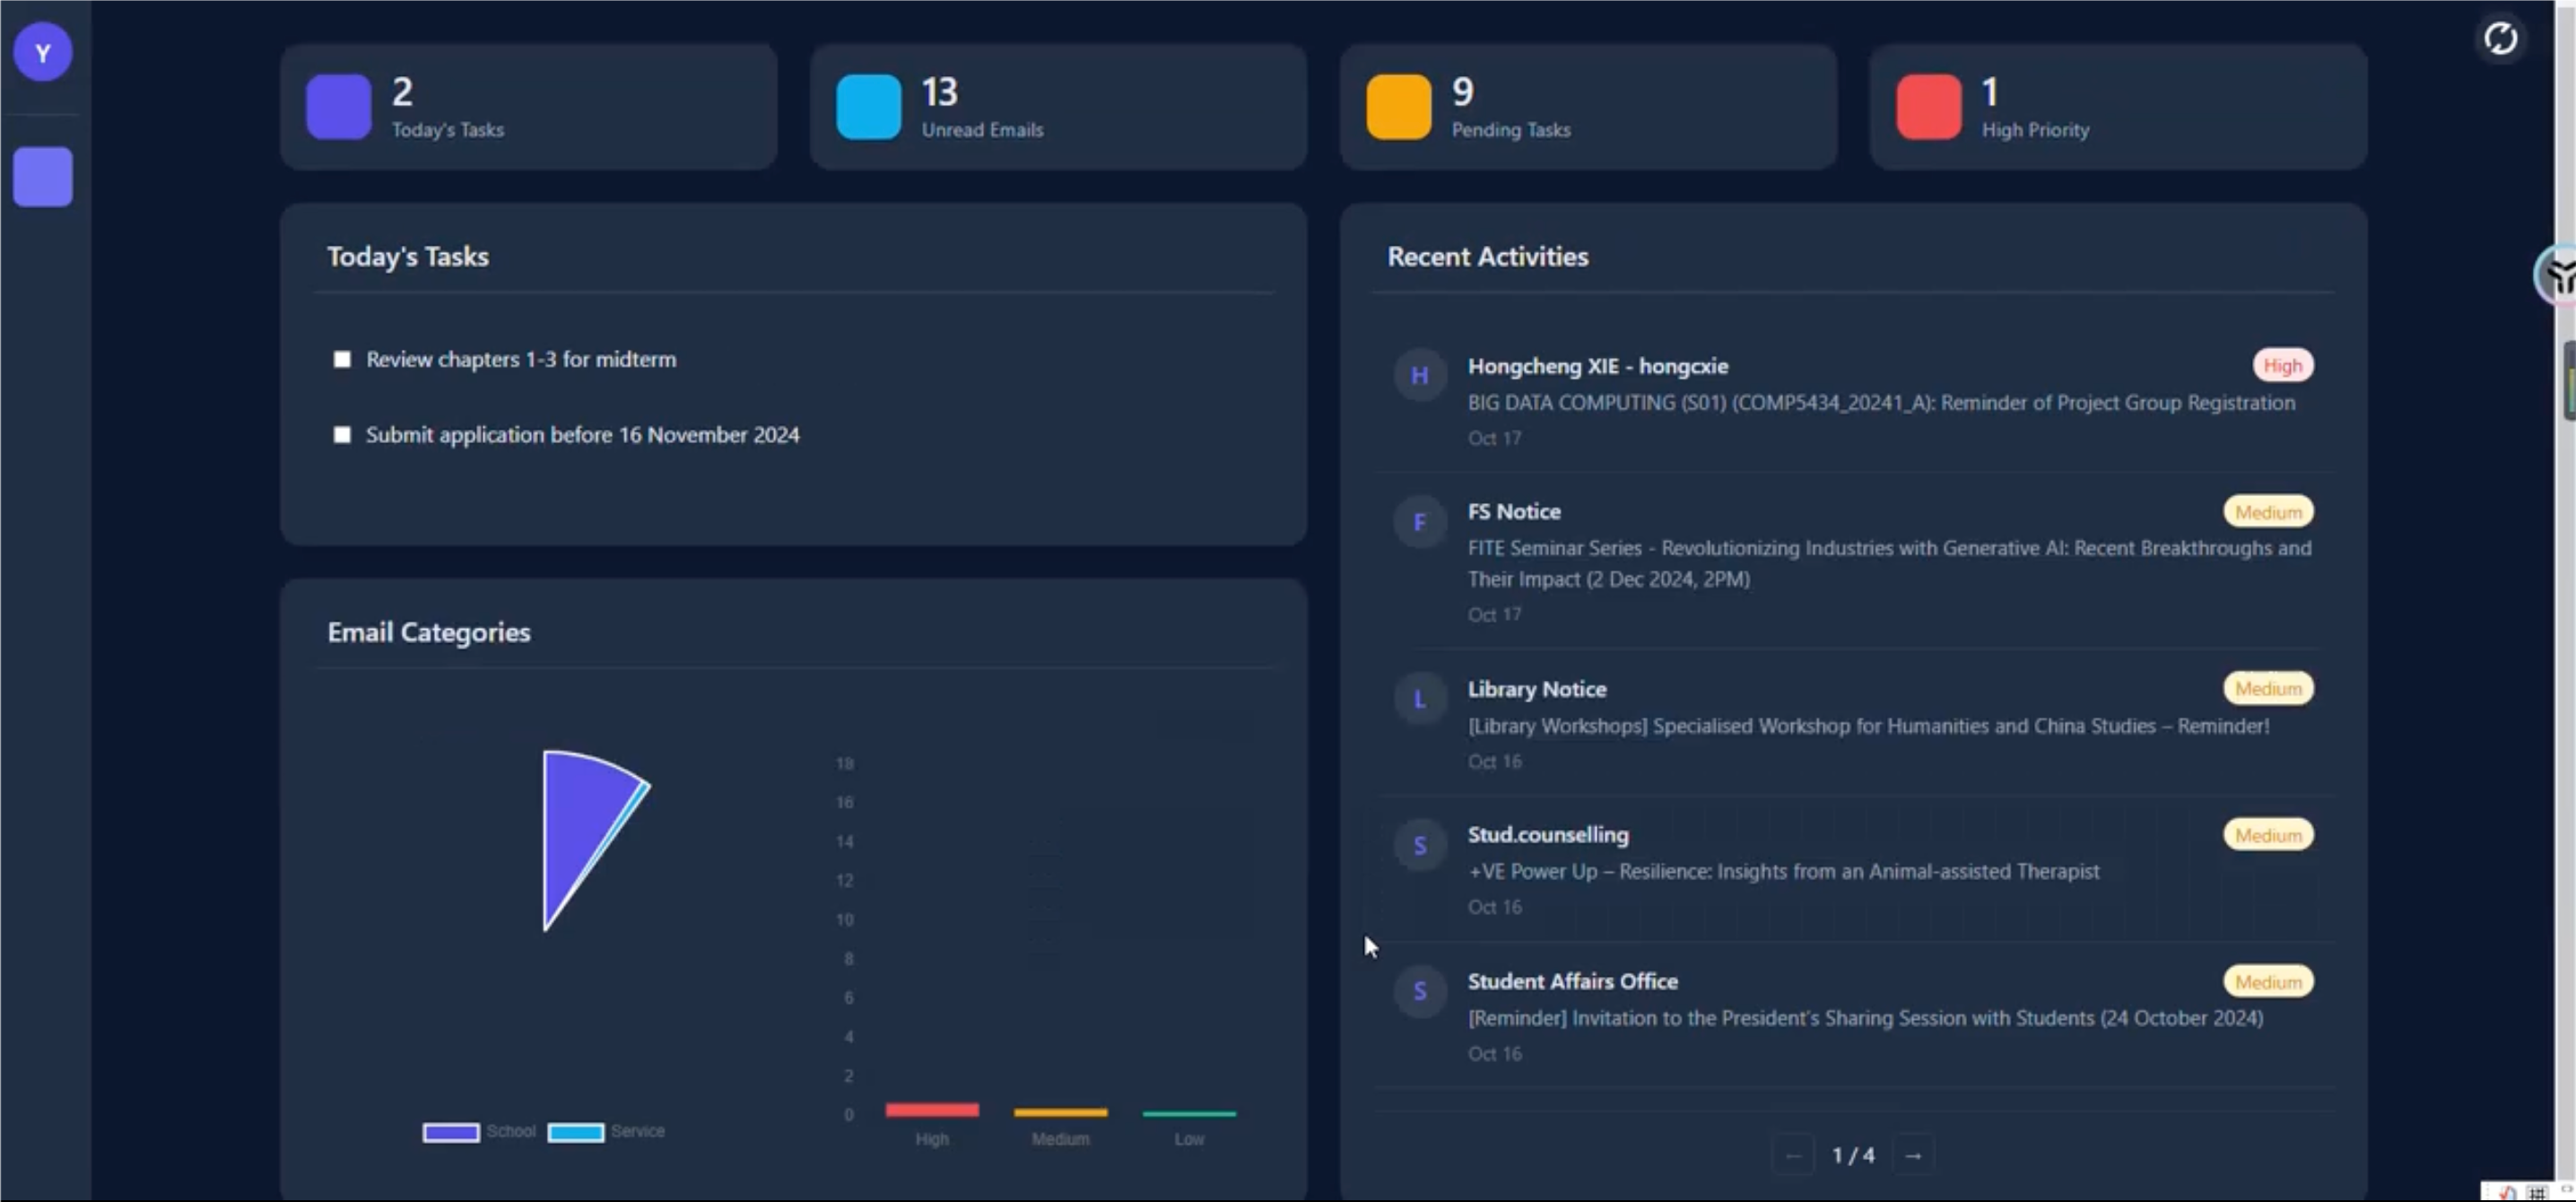 Y
2
Today's Tasks
13
Unread Emails
9
Pending Tasks
1
High Priority
Today's Tasks
Review chapters 1-3 for midterm
Submit application before 16 November 2024
Email Categories
18
16
14
12
10
8
6
4
2
0
High
Medium
Low
School
Service
Recent Activities
H
Hongcheng XIE - hongcxie
High
BIG DATA COMPUTING (S01) (COMP5434_20241_A): Reminder of Project Group Registration
Oct 17
F
FS Notice
Medium
FITE Seminar Series - Revolutionizing Industries with Generative AI: Recent Breakthroughs and
Their Impact (2 Dec 2024, 2PM)
Oct 17
L
Library Notice
Medium
[Library Workshops] Specialised Workshop for Humanities and China Studies – Reminder!
Oct 16
S
Stud.counselling
Medium
+VE Power Up – Resilience: Insights from an Animal-assisted Therapist
Oct 16
S
Student Affairs Office
Medium
[Reminder] Invitation to the President's Sharing Session with Students (24 October 2024)
Oct 16
← 1 / 4 →